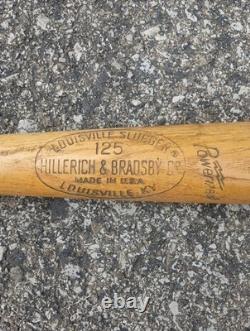 LOUISVILLE SLUGGER
125
HILLERICH & BRADSBY Co
MADE IN U.S.A.
LOUISVILLE, KY.
Powerized